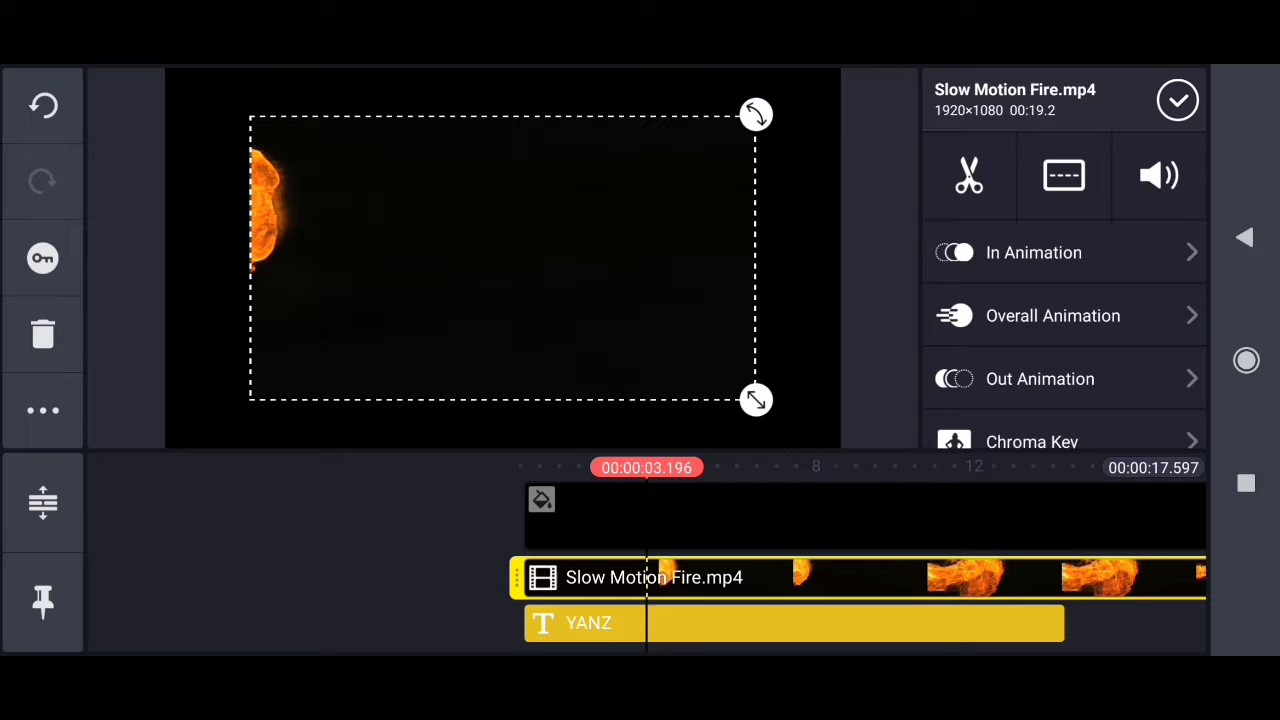 Slow Motion Fire.mp4
1920×1080 00:19.2
In Animation
Overall Animation
Out Animation
Chroma Key
00:00:03.196
8
12
00:00:17.597
Slow Motion Fire.mp4
T YANZ